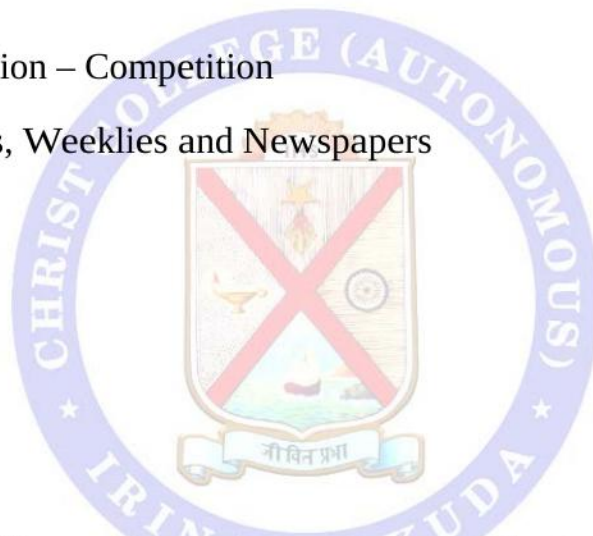 ion – Competition
s, Weeklies and Newspapers
CHRIST COLLEGE (AUTONOMOUS)
जीवित प्रभा